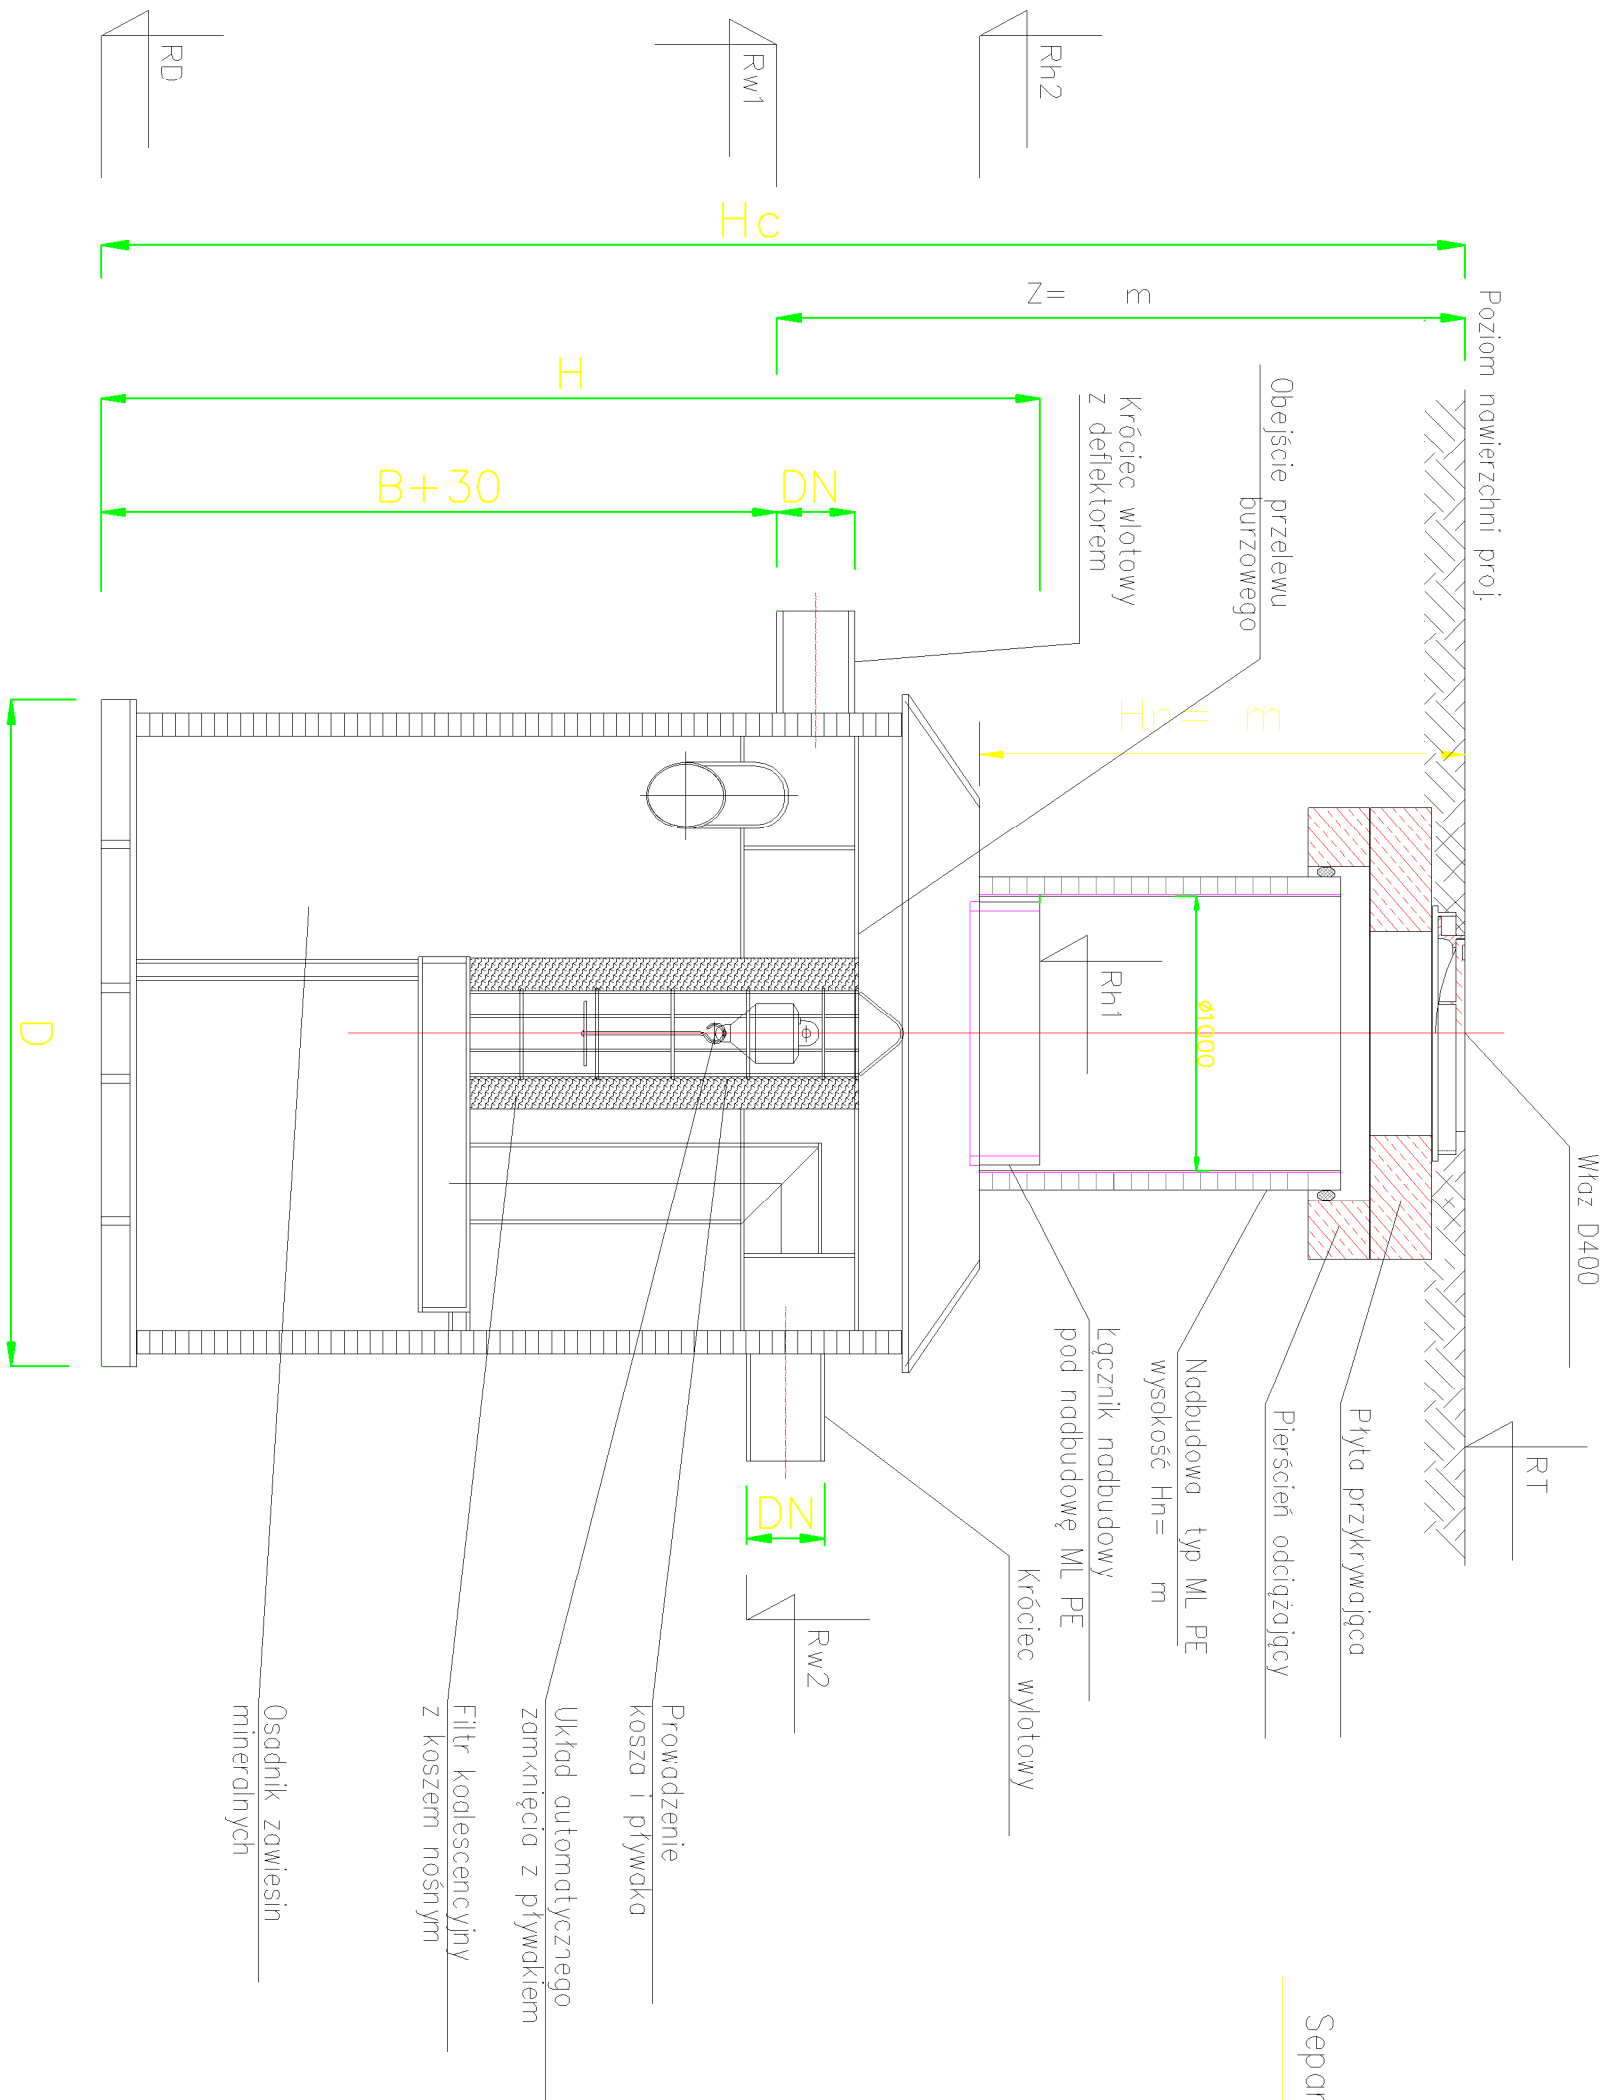 Właz D400
Poziom nawierzchni proj.
RT
Płyta przykrywająca
Pierścień odciążający
Nadbudowa typ ML PE
wysokość Hn= m
Łącznik nadbudowy
pod nadbudowę ML PE
Króciec wylotowy
Rw2
Prowadzenie
kosza i pływaka
Układ automatycznego
zamknięcia z pływakiem
Filtr koalescencyjny
z koszem nośnym
Osadnik zawiesin
mineralnych
Obejście przelewu
burzowego
Króciec wlotowy
z deflektorem
Hn= m
ø1000
Rh1
Rh2
Rw1
RD
Hc
Z= m
H
B+30
DN
DN
D